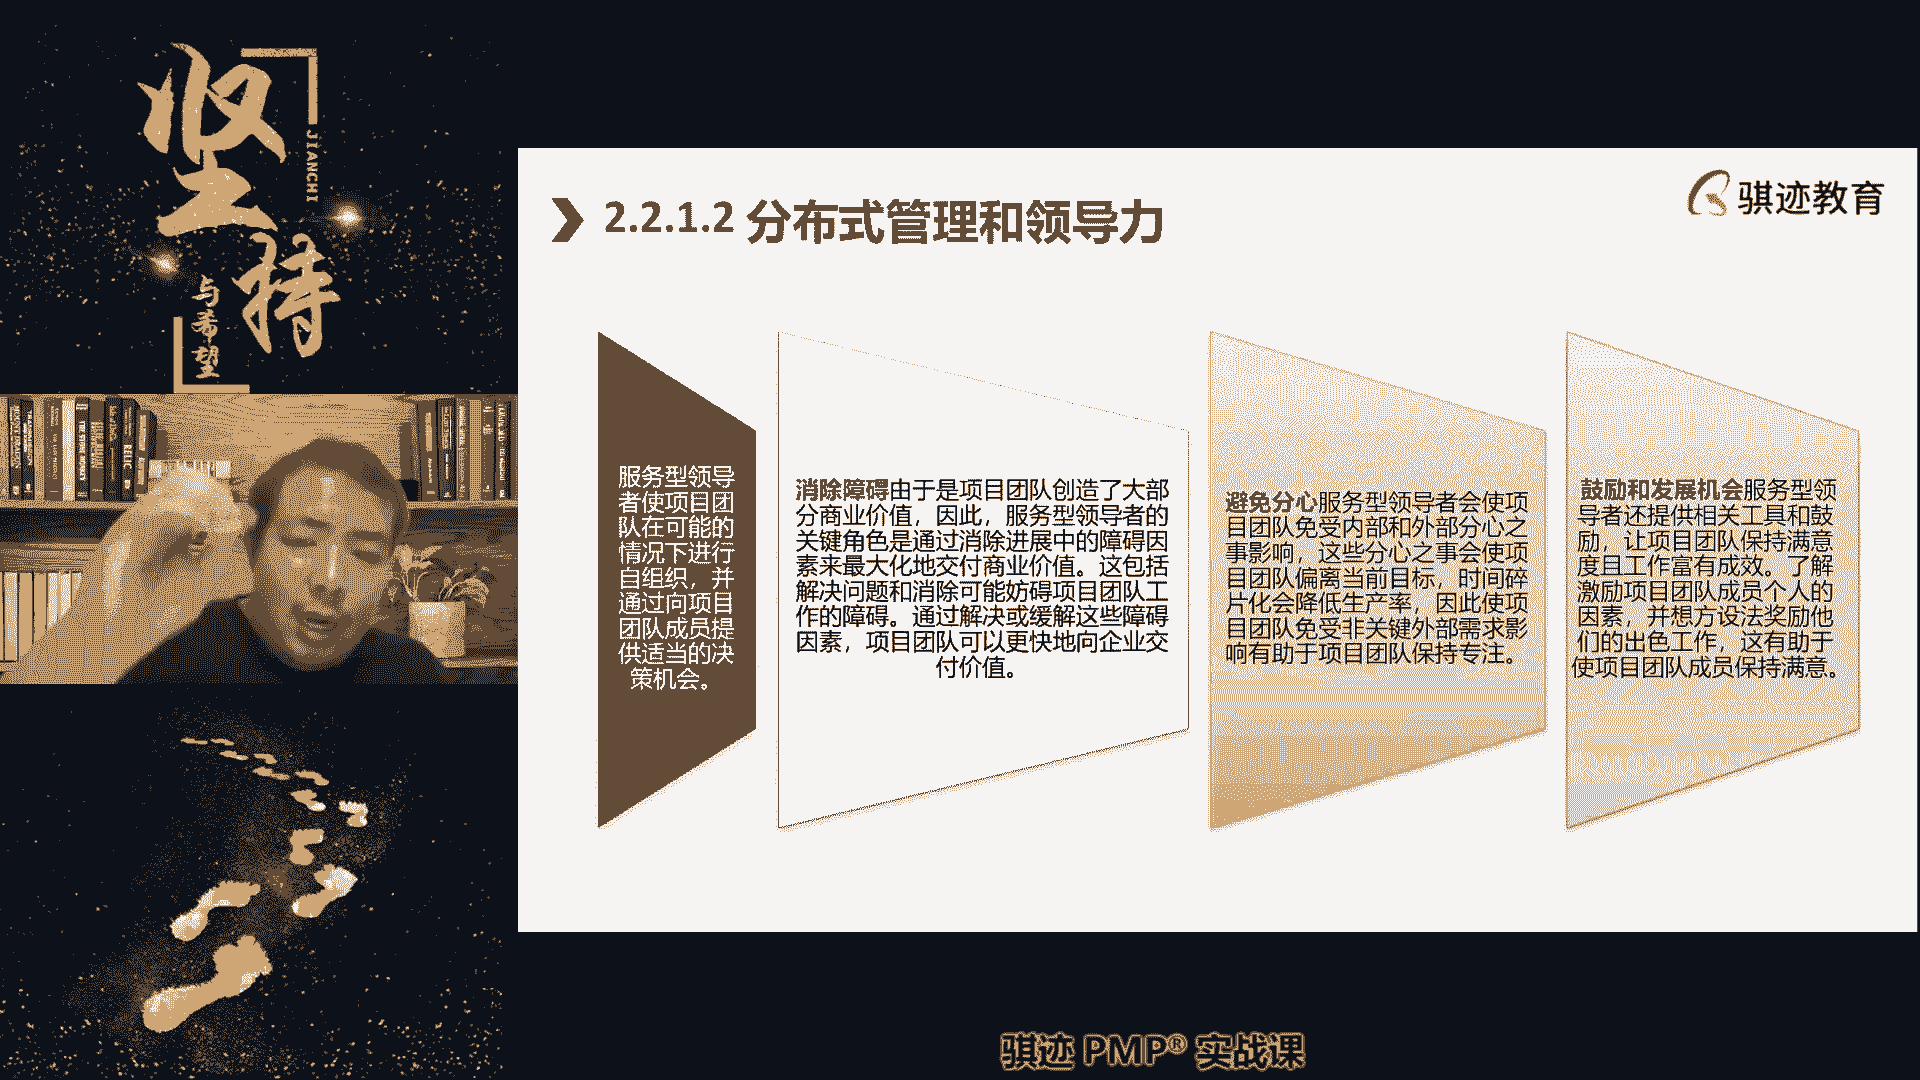 坚持
JIANCHI
与希望
骐迹教育
2.2.1.2 分布式管理和领导力
服务型领导
者使项目团
队在可能的
情况下进行
自组织，并
通过向项目
团队成员提
供适当的决
策机会。
消除障碍由于是项目团队创造了大部
分商业价值，因此，服务型领导者的
关键角色是通过消除进展中的障碍因
素来最大化地交付商业价值。这包括
解决问题和消除可能妨碍项目团队工
作的障碍。通过解决或缓解这些障碍
因素，项目团队可以更快地向企业交
付价值。
避免分心服务型领导者会使项
目团队免受内部和外部分心之
事影响，这些分心之事会使项
目团队偏离当前目标，时间碎
片化会降低生产率，因此使项
目团队免受非关键外部需求影
响有助于项目团队保持专注。
鼓励和发展机会服务型领
导者还提供相关工具和鼓
励，让项目团队保持满意
度且工作富有成效。了解
激励项目团队成员个人的
因素，并想方设法奖励他
们的出色工作，这有助于
使项目团队成员保持满意。
骐迹 PMP® 实战课